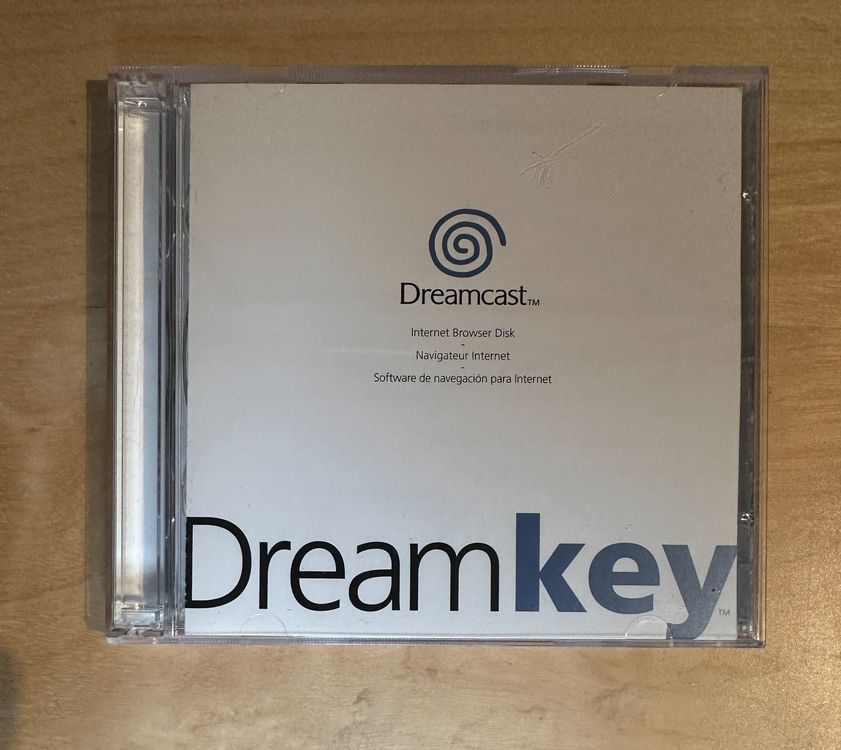 Dreamcast™
Internet Browser Disk
-
Navigateur Internet
-
Software de navegación para Internet
Dreamkey™